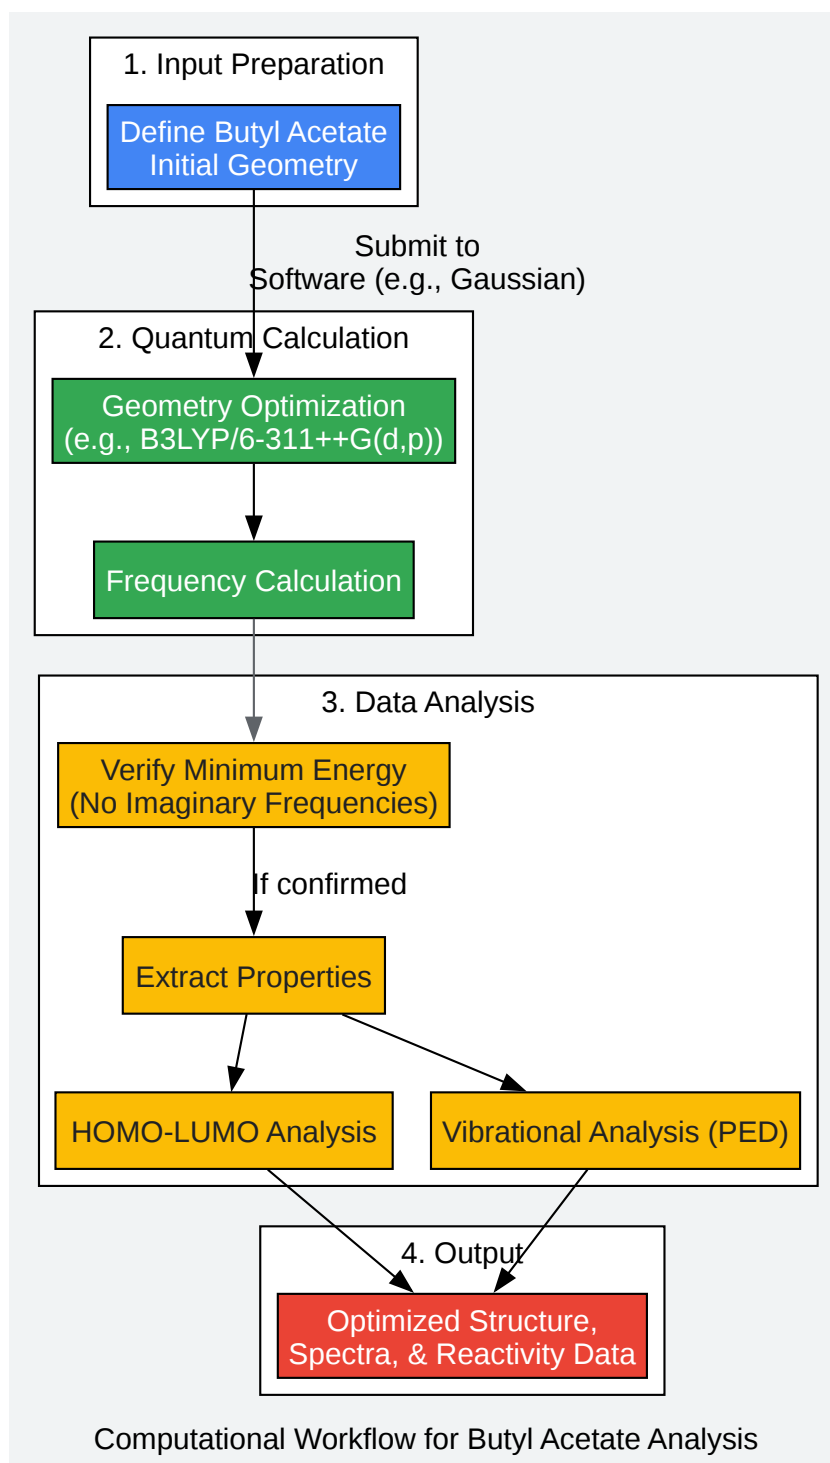 1. Input Preparation
Define Butyl Acetate
Initial Geometry
Submit to
Software (e.g., Gaussian)
2. Quantum Calculation
Geometry Optimization
(e.g., B3LYP/6-311++G(d,p))
Frequency Calculation
3. Data Analysis
Verify Minimum Energy
(No Imaginary Frequencies)
If confirmed
Extract Properties
HOMO-LUMO Analysis
Vibrational Analysis (PED)
4. Output
Optimized Structure,
Spectra, & Reactivity Data
Computational Workflow for Butyl Acetate Analysis